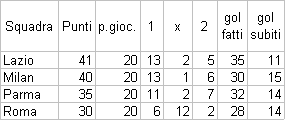 Squadra Punti p.gioc. 1 x 2 gol fatti gol subiti
Lazio 41 20 13 2 5 35 11
Milan 40 20 13 1 6 30 15
Parma 35 20 11 2 7 32 14
Roma 30 20 6 12 2 28 14